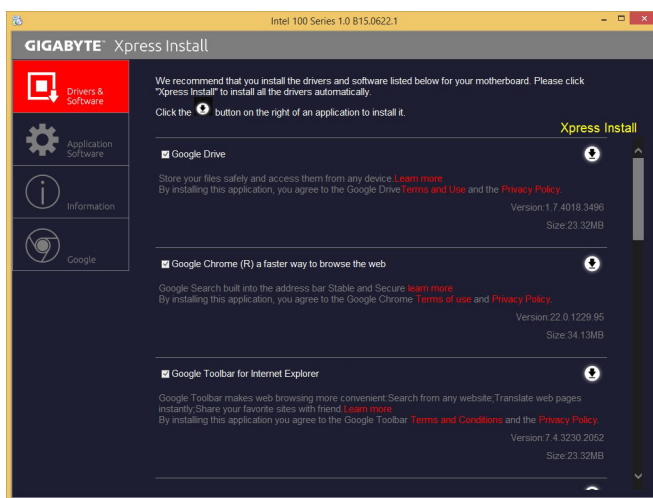 Intel 100 Series 1.0 B15.0622.1
GIGABYTE™ Xpress Install
Drivers &
Software
Application
Software
Information
Google
We recommend that you install the drivers and software listed below for your motherboard. Please click
"Xpress Install" to install all the drivers automatically.
Click the button on the right of an application to install it.
Xpress Install
Google Drive
Store your files safely and access them from any device.Learn more
By installing this application, you agree to the Google DriveTerms and Use and the Privacy Policy.
Version:1.7.4018.3496
Size:23.32MB
Google Chrome (R) a faster way to browse the web
Google Search built into the address bar Stable and Secure learn more
By installing this application, you agree to the Google Chrome Terms of use and Privacy Policy.
Version:22.0.1229.95
Size:34.13MB
Google Toolbar for Internet Explorer
Google Toolbar makes web browsing more convenient:Search from any website;Translate web pages
instantly;Share your favorite sites with friend.Learn more
By installing this application you agree to the Google Toolbar Terms and Conditions and the Privacy Policy.
Version:7.4.3230.2052
Size:23.32MB